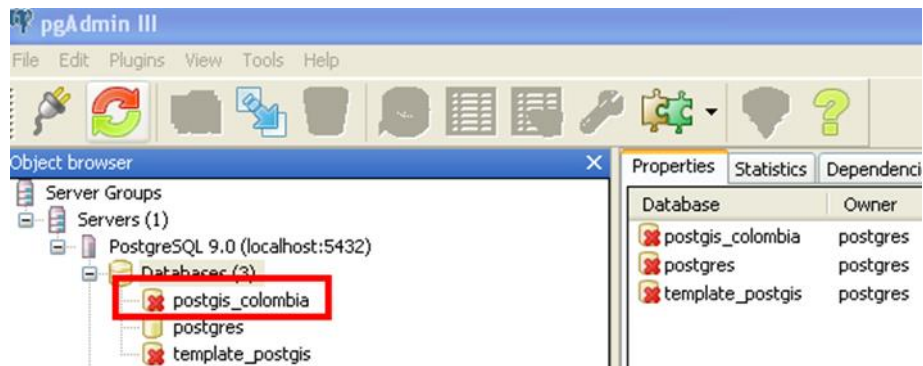 pgAdmin III
File Edit Plugins View Tools Help
Object browser
Server Groups
Servers (1)
PostgreSQL 9.0 (localhost:5432)
Databases (3)
postgis_colombia
postgres
template_postgis
Properties Statistics Dependenci
Database Owner
postgis_colombia postgres
postgres postgres
template_postgis postgres